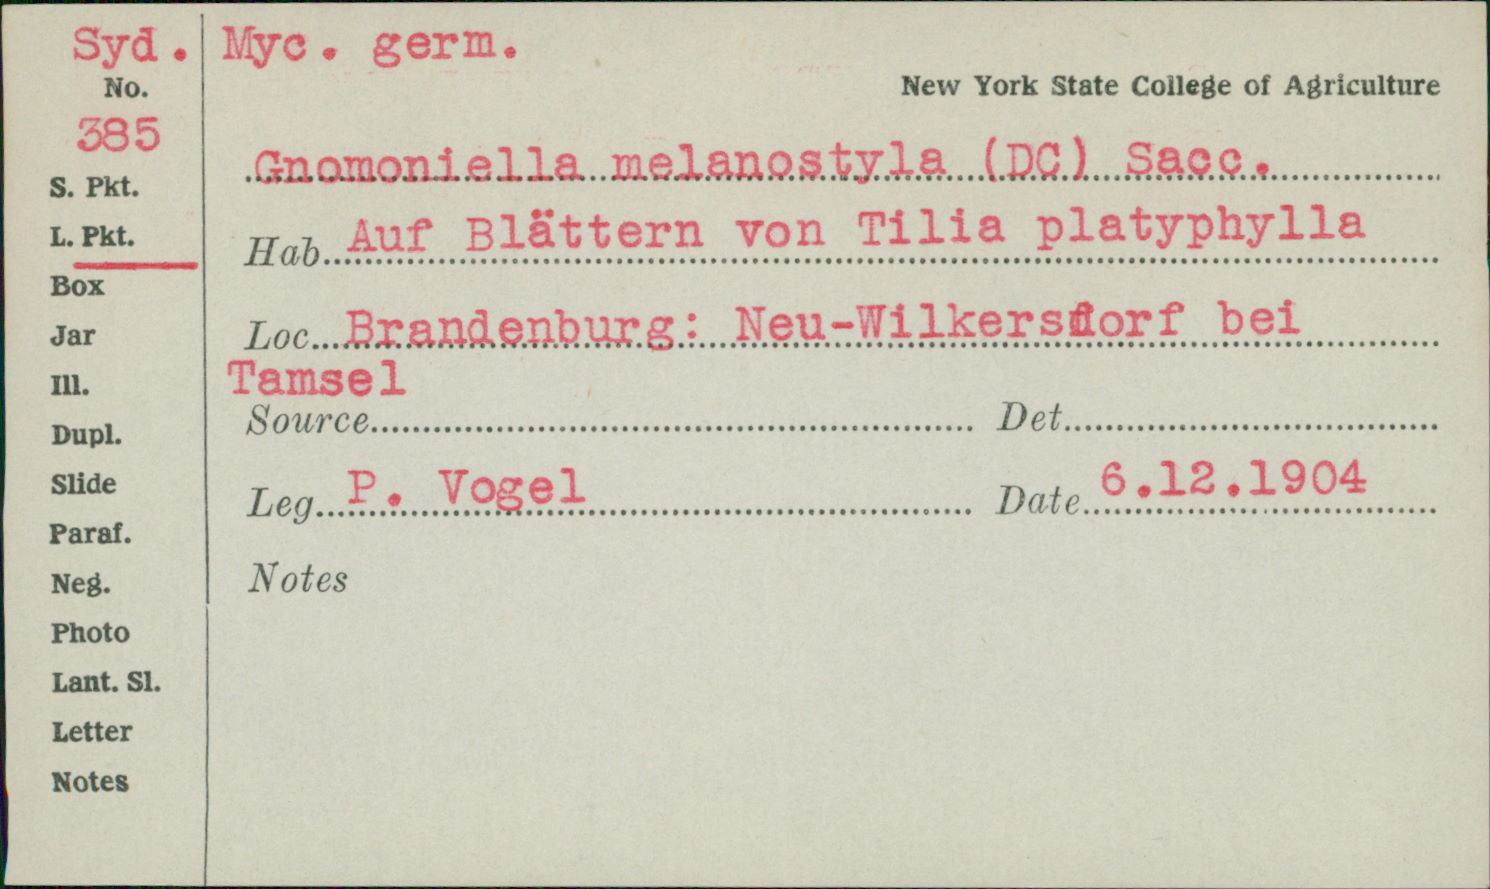 Syd. Myc. germ.
No.
385
New York State College of Agriculture
Gnomoniella melanostyla (DC) Sacc.
S. Pkt.
L. Pkt.
Hab. Auf Blättern von Tilia platyphylla
Box
Jar
Loc. Brandenburg: Neu-Wilkersdorf bei
Tamsel
Ill.
Dupl.
Source Det.
Slide
Leg. P. Vogel Date 6.12.1904
Paraf.
Neg.
Notes
Photo
Lant. Sl.
Letter
Notes